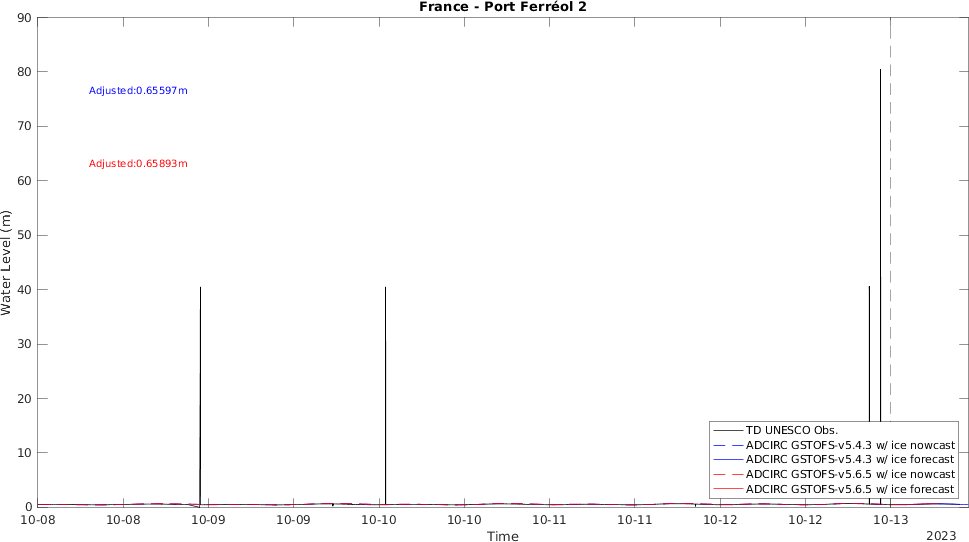 France - Port Ferréol 2
90
80
70
60
50
40
30
20
10
0
Water Level (m)
Adjusted:0.65597m
Adjusted:0.65893m
TD UNESCO Obs.
ADCIRC GSTOFS-v5.4.3 w/ ice nowcast
ADCIRC GSTOFS-v5.4.3 w/ ice forecast
ADCIRC GSTOFS-v5.6.5 w/ ice nowcast
ADCIRC GSTOFS-v5.6.5 w/ ice forecast
10-08 10-08 10-09 10-09 10-10 10-10 10-11 10-11 10-12 10-12 10-13
Time
2023